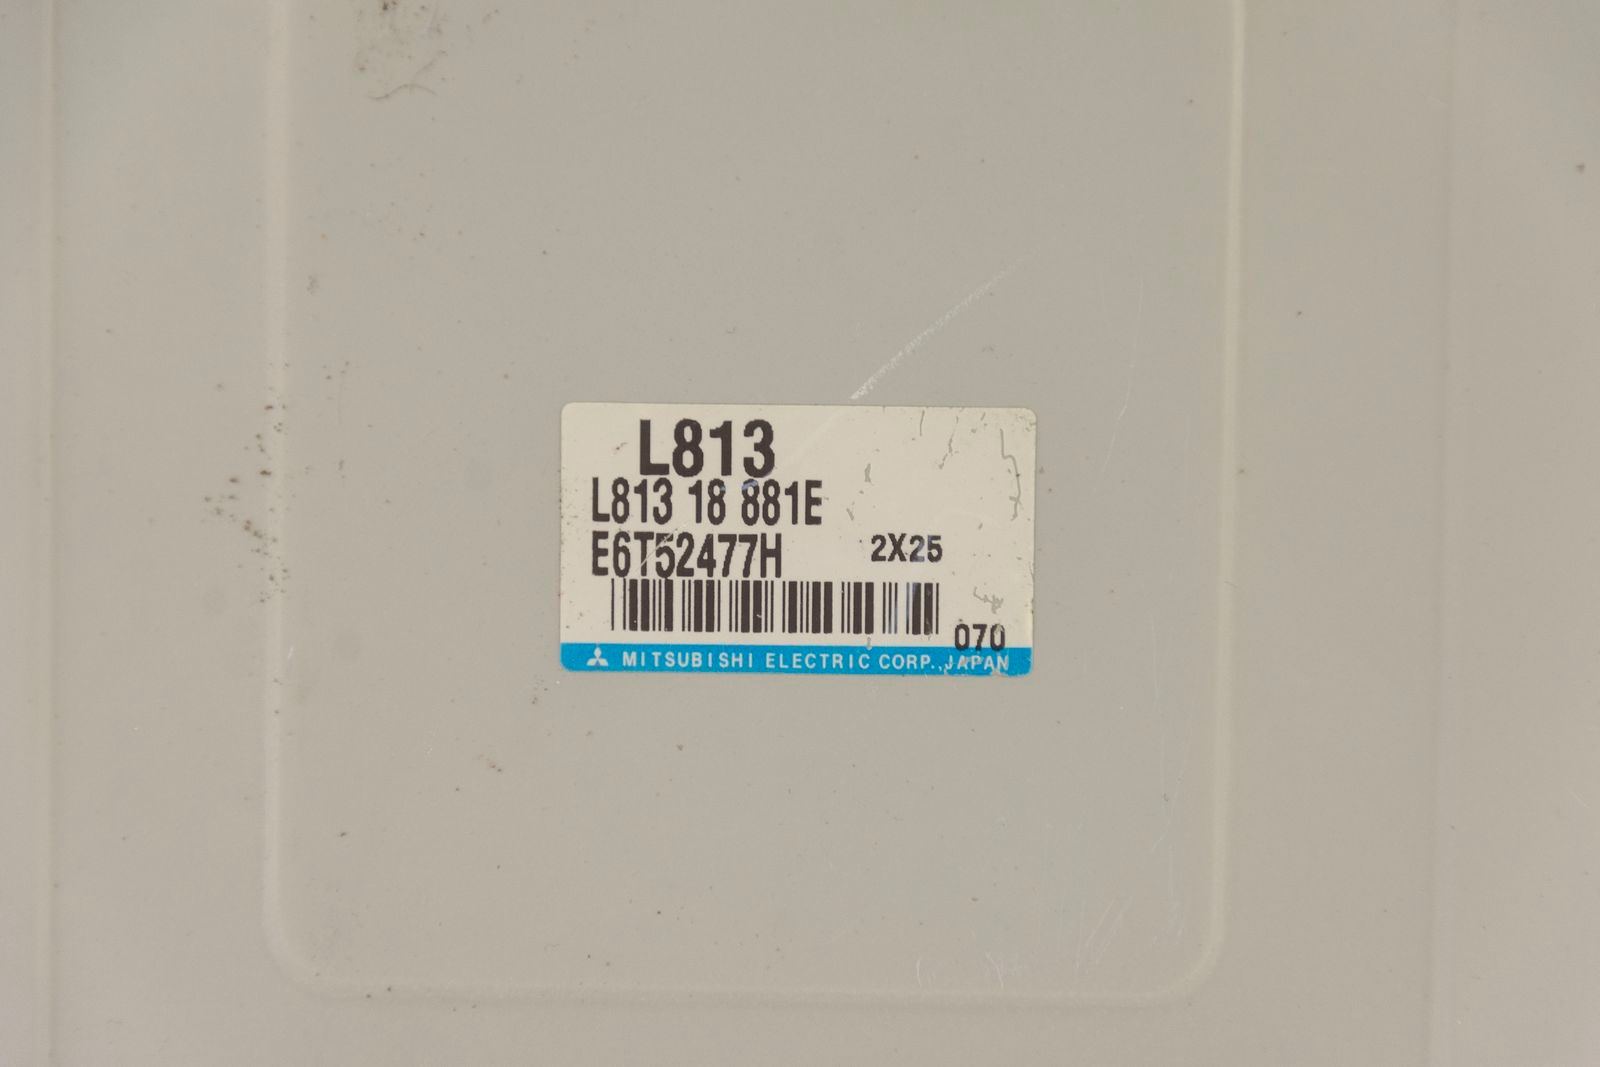 L813
L813 18 881E
E6T52477H 2X25
070
MITSUBISHI ELECTRIC CORP., JAPAN